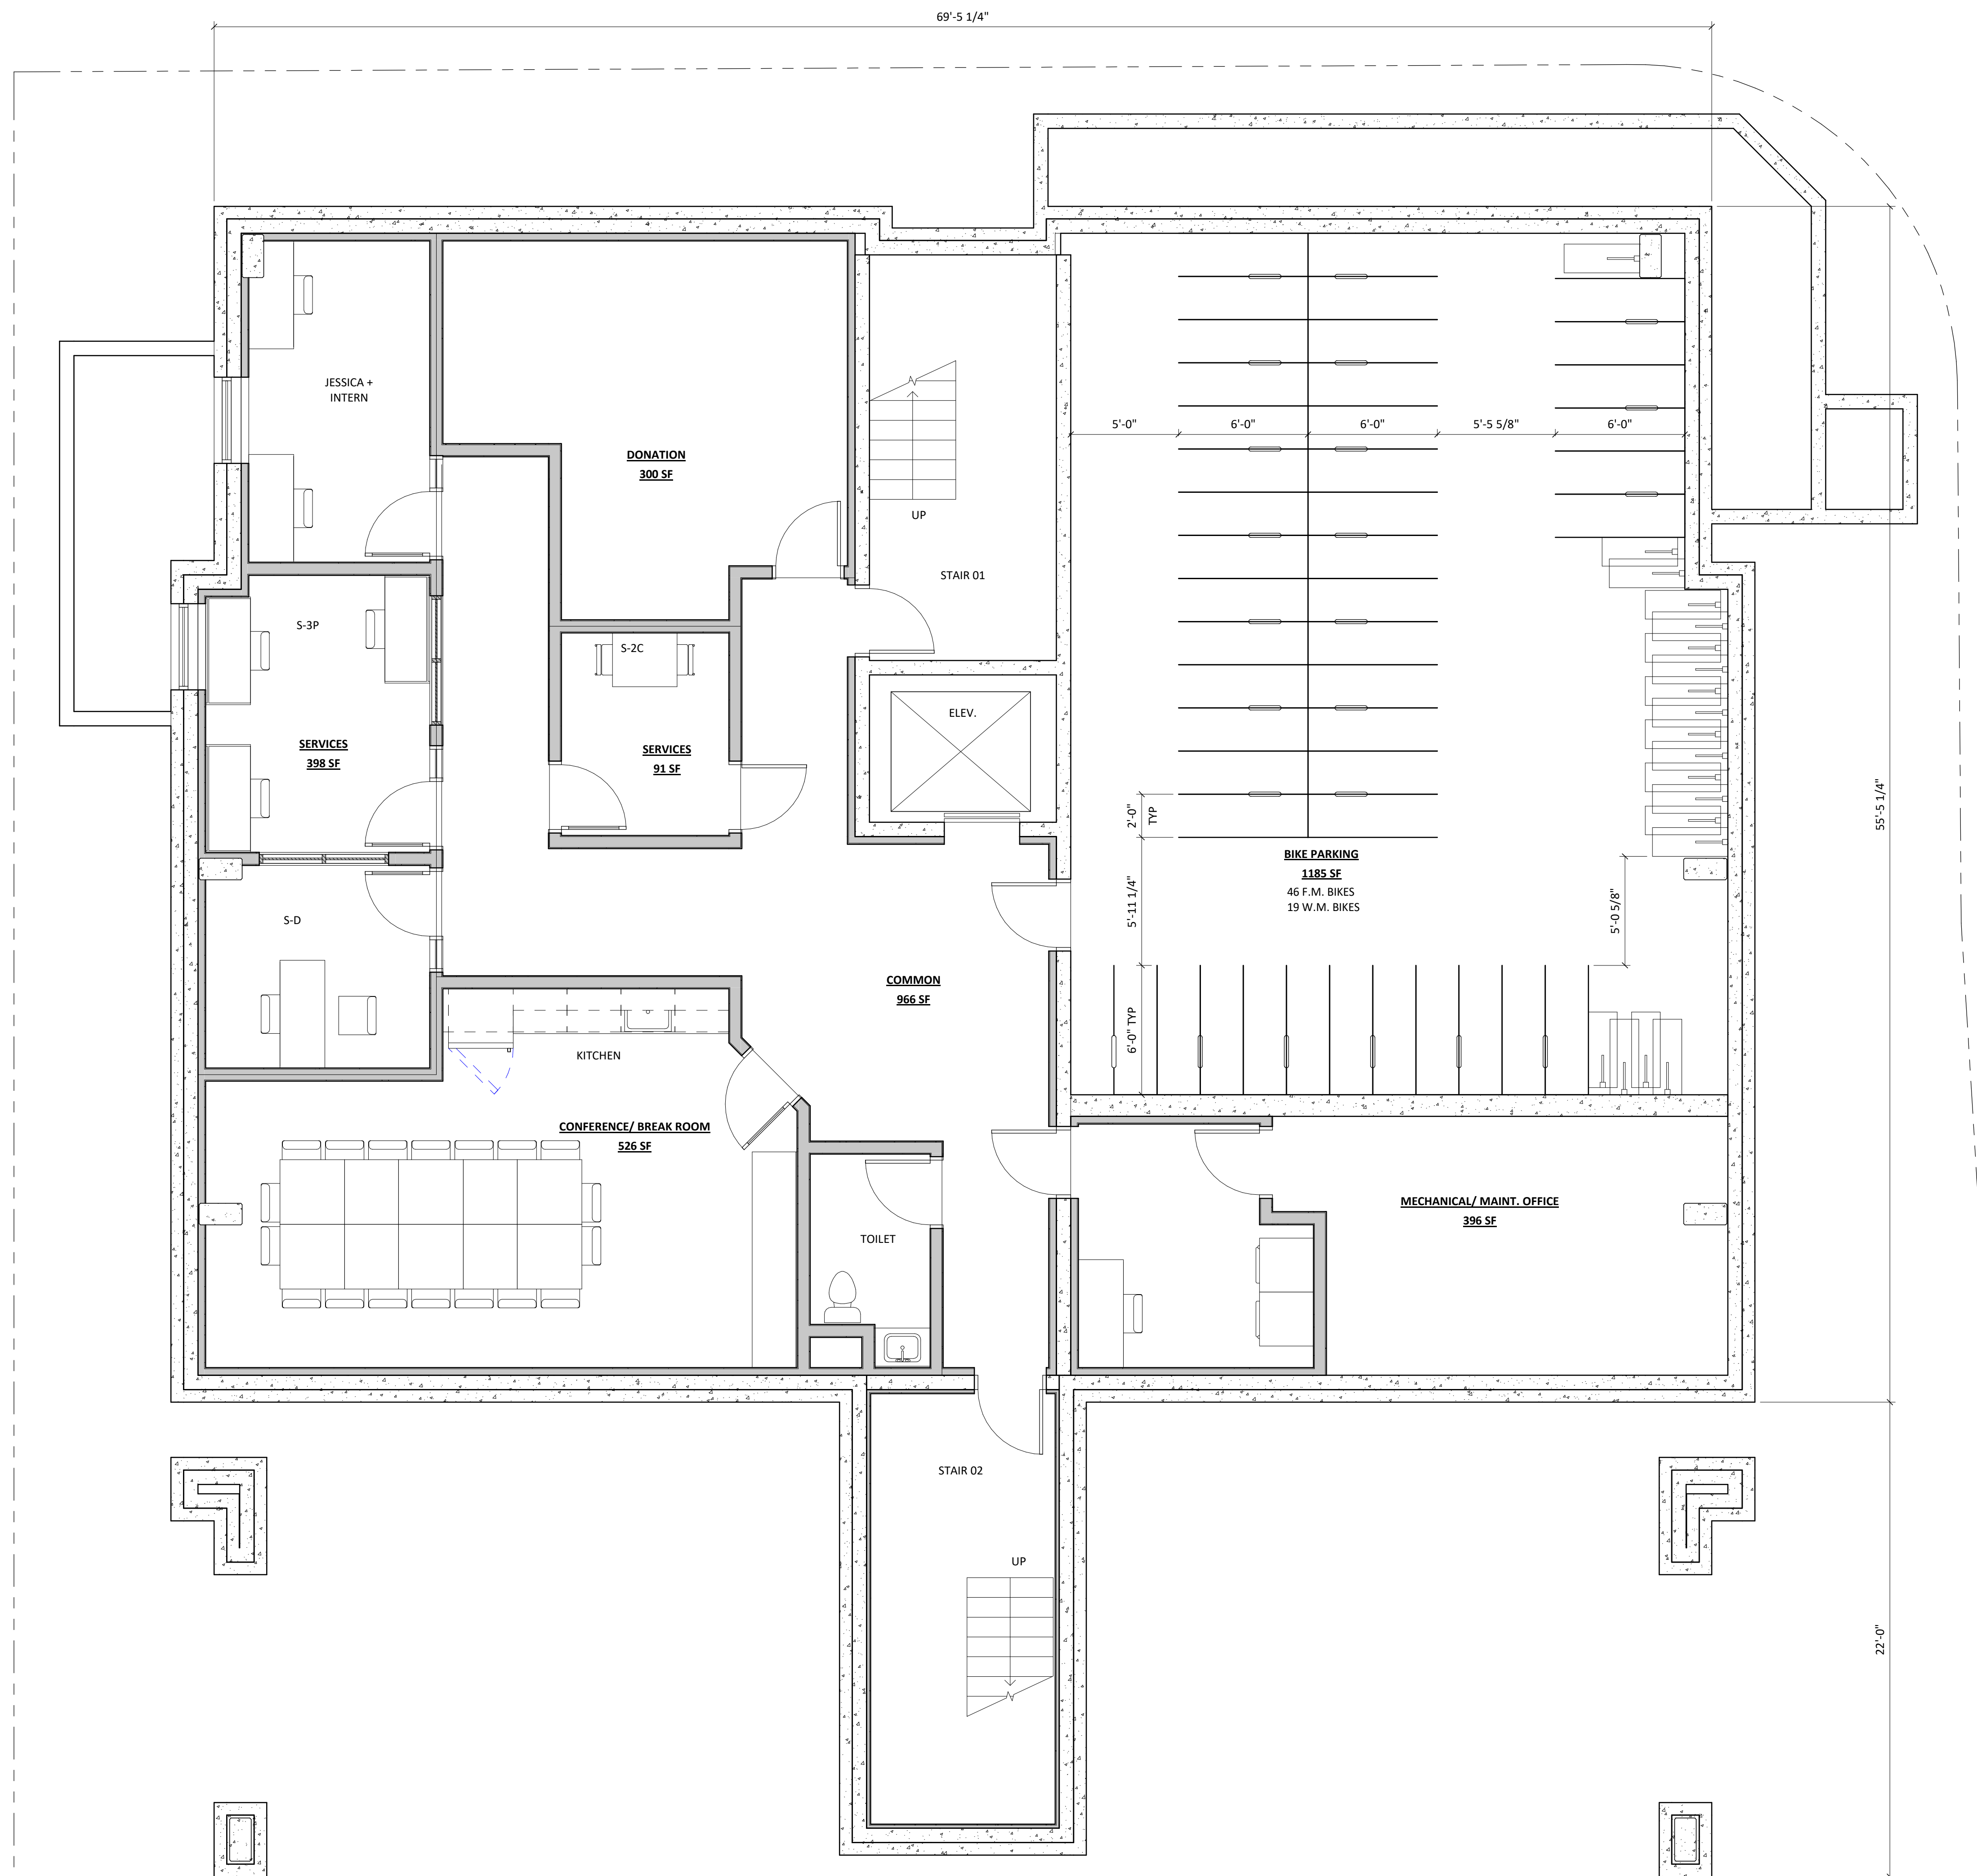 69'-5 1/4"
JESSICA +
INTERN
DONATION
300 SF
UP
STAIR 01
5'-0"
6'-0"
6'-0"
5'-5 5/8"
6'-0"
S-3P
S-2C
SERVICES
398 SF
SERVICES
91 SF
ELEV.
2'-0"
TYP
55'-5 1/4"
BIKE PARKING
1185 SF
46 F.M. BIKES
19 W.M. BIKES
5'-11 1/4"
5'-0 5/8"
S-D
COMMON
966 SF
6'-0" TYP
KITCHEN
CONFERENCE/ BREAK ROOM
526 SF
MECHANICAL/ MAINT. OFFICE
396 SF
TOILET
STAIR 02
UP
22'-0"